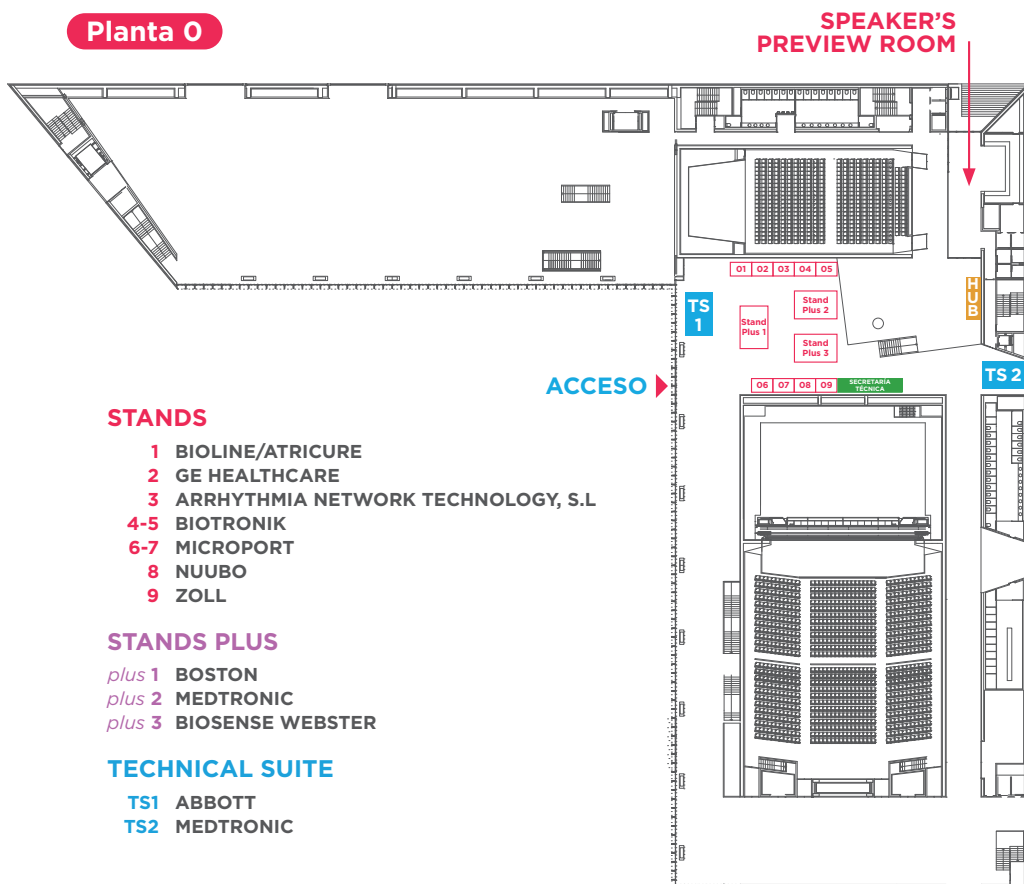 Planta 0
SPEAKER'S
PREVIEW ROOM
01 02 03 04 05
HUB
TS
1
Stand
Plus 1
Stand
Plus 2
Stand
Plus 3
TS 2
ACCESO
06 07 08 09
SECRETARÍA
TÉCNICA
STANDS
1 BIOLINE/ATRICURE
2 GE HEALTHCARE
3 ARRHYTHMIA NETWORK TECHNOLOGY, S.L
4-5 BIOTRONIK
6-7 MICROPORT
8 NUUBO
9 ZOLL
STANDS PLUS
plus 1 BOSTON
plus 2 MEDTRONIC
plus 3 BIOSENSE WEBSTER
TECHNICAL SUITE
TS1 ABBOTT
TS2 MEDTRONIC